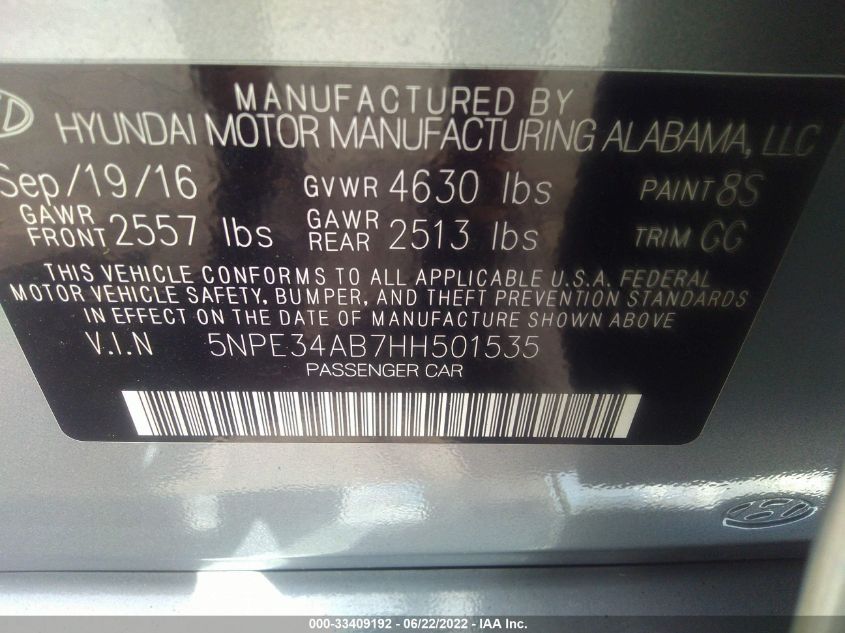 MANUFACTURED BY
HYUNDAI MOTOR MANUFACTURING ALABAMA, LLC
Sep/19/16 GVWR 4630 lbs PAINT 8S
GAWR FRONT 2557 lbs GAWR REAR 2513 lbs TRIM GG
THIS VEHICLE CONFORMS TO ALL APPLICABLE U.S.A. FEDERAL
MOTOR VEHICLE SAFETY, BUMPER, AND THEFT PREVENTION STANDARDS
IN EFFECT ON THE DATE OF MANUFACTURE SHOWN ABOVE
V.I.N 5NPE34AB7HH501535
PASSENGER CAR
000-33409192 - 06/22/2022 - IAA Inc.